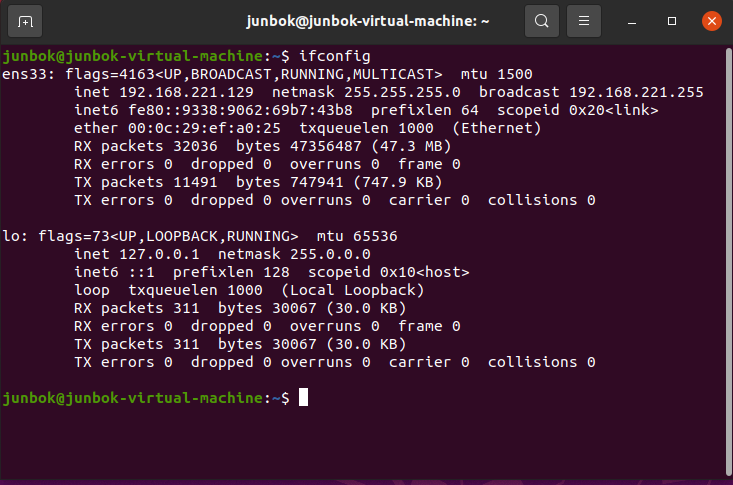 junbok@junbok-virtual-machine: ~
junbok@junbok-virtual-machine:~$ ifconfig
ens33: flags=4163<UP,BROADCAST,RUNNING,MULTICAST>  mtu 1500
        inet 192.168.221.129  netmask 255.255.255.0  broadcast 192.168.221.255
        inet6 fe80::9338:9062:69b7:43b8  prefixlen 64  scopeid 0x20<link>
        ether 00:0c:29:ef:a0:25  txqueuelen 1000  (Ethernet)
        RX packets 32036  bytes 47356487 (47.3 MB)
        RX errors 0  dropped 0  overruns 0  frame 0
        TX packets 11491  bytes 747941 (747.9 KB)
        TX errors 0  dropped 0 overruns 0  carrier 0  collisions 0

lo: flags=73<UP,LOOPBACK,RUNNING>  mtu 65536
        inet 127.0.0.1  netmask 255.0.0.0
        inet6 ::1  prefixlen 128  scopeid 0x10<host>
        loop  txqueuelen 1000  (Local Loopback)
        RX packets 311  bytes 30067 (30.0 KB)
        RX errors 0  dropped 0  overruns 0  frame 0
        TX packets 311  bytes 30067 (30.0 KB)
        TX errors 0  dropped 0 overruns 0  carrier 0  collisions 0

junbok@junbok-virtual-machine:~$